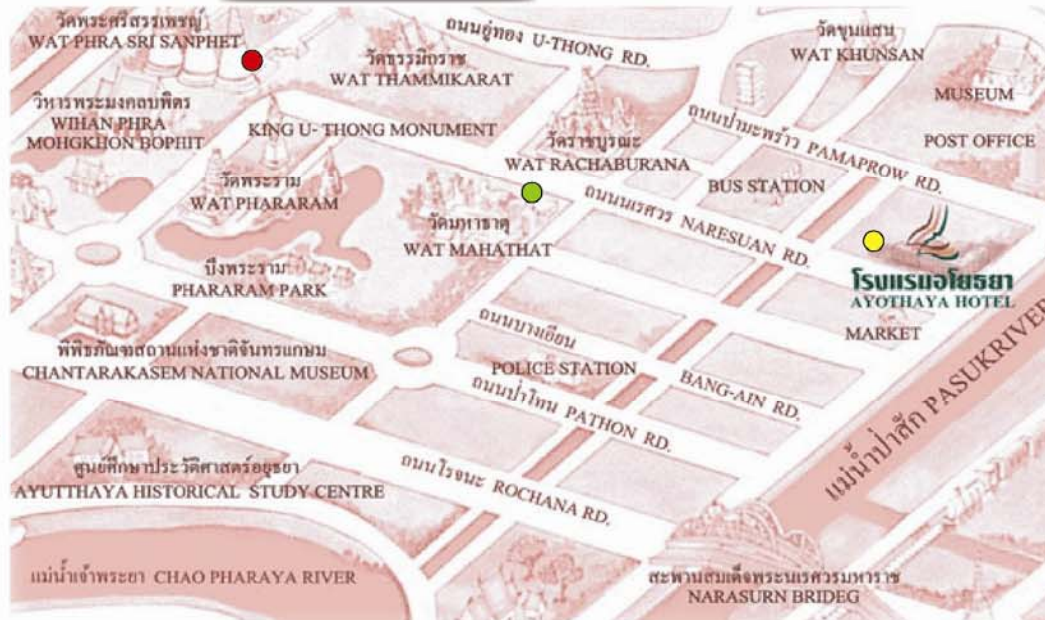 วัดพระศรีสรรเพชญ์
WAT PHRA SRI SANPHET
ถนนอู่ทอง U-THONG RD.
วัดธรรมิกราช
WAT THAMMIKARAT
วัดขุนแสน
WAT KHUNSAN
MUSEUM
วิหารพระมงคลบพิตร
WIHAN PHRA
MOHGKHON BOPHIT
KING U- THONG MONUMENT
วัดราชบูรณะ
WAT RACHABURANA
ถนนป่ามะพร้าว PAMAPROW RD.
POST OFFICE
BUS STATION
วัดพระราม
WAT PHARARAM
วัดมหาธาตุ
WAT MAHATHAT
ถนนนเรศวร NARESUAN RD.
โรงแรมอโยธยา
AYOTHAYA HOTEL
MARKET
บึงพระราม
PHARARAM PARK
ถนนบางเอียน
BANG-AIN RD.
POLICE STATION
พิพิธภัณฑสถานแห่งชาติจันทรเกษม
CHANTARAKASEM NATIONAL MUSEUM
ถนนป่าโทน PATHON RD.
แม่น้ำป่าสัก PASUKRIVER
ศูนย์ศึกษาประวัติศาสตร์อยุธยา
AYUTTHAYA HISTORICAL STUDY CENTRE
ถนนโรจนะ ROCHANA RD.
แม่น้ำเจ้าพระยา CHAO PHARAYA RIVER
สะพานสมเด็จพระนเรศวรมหาราช
NARASURN BRIDEG